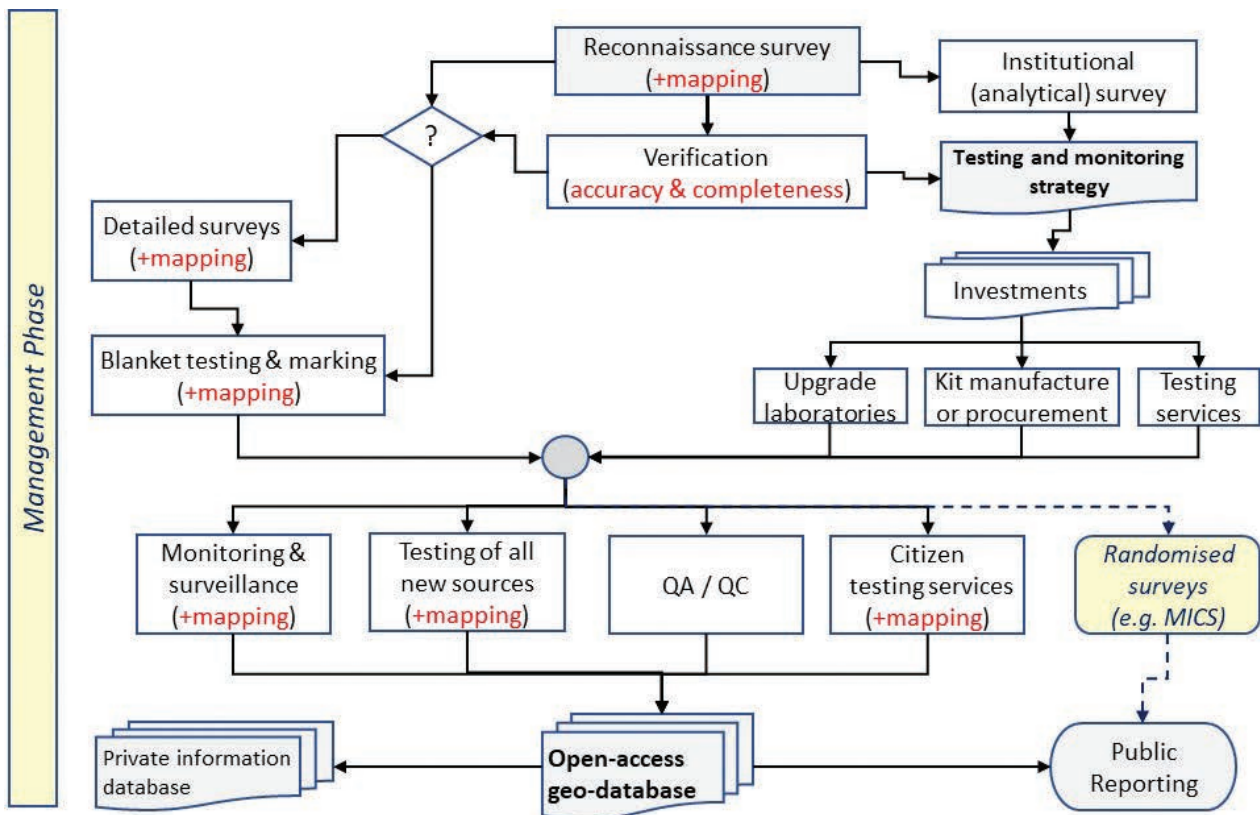 Management Phase
Reconnaissance survey
(+mapping)
Institutional
(analytical) survey
?
Verification
(accuracy & completeness)
Testing and monitoring
strategy
Detailed surveys
(+mapping)
Investments
Blanket testing & marking
(+mapping)
Upgrade
laboratories
Kit manufacture
or procurement
Testing
services
Monitoring &
surveillance
(+mapping)
Testing of all
new sources
(+mapping)
QA / QC
Citizen
testing services
(+mapping)
Randomised
surveys
(e.g. MICS)
Private information
database
Open-access
geo-database
Public
Reporting